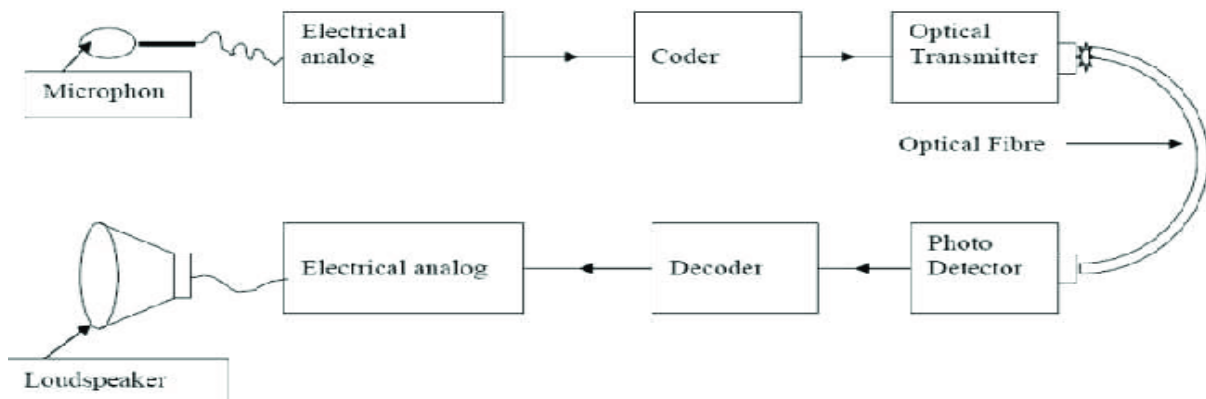 Electrical
analog
Coder
Optical
Transmitter
Microphon
Optical Fibre
Electrical analog
Decoder
Photo
Detector
Loudspeaker